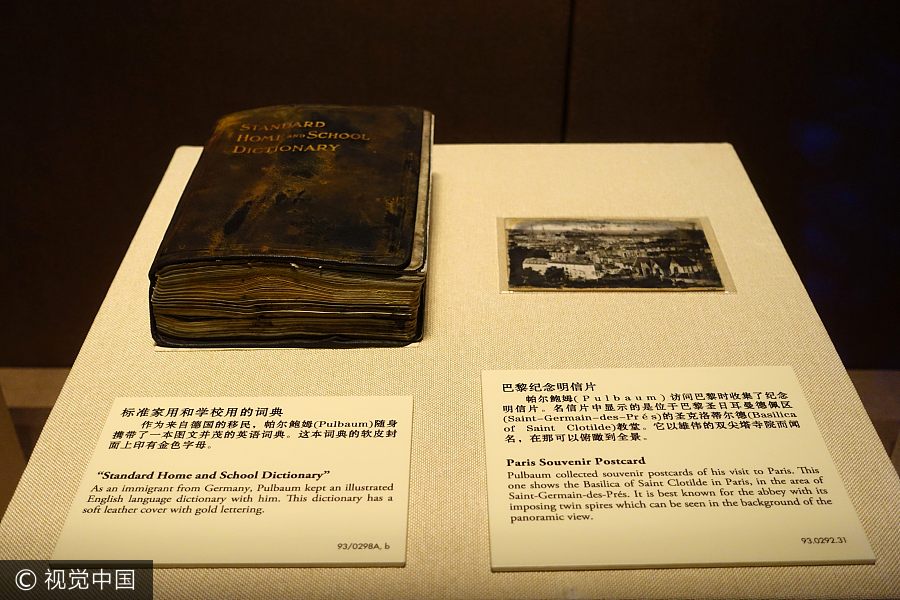 STANDARD
HOME AND SCHOOL
DICTIONARY
标准家用和学校用的词典
作为来自德国的移民，帕尔鲍姆(Pulbaum)随身
携带了一本图文并茂的英语词典。这本词典的软皮封
面上印有金色字母。
“Standard Home and School Dictionary”
As an immigrant from Germany, Pulbaum kept an illustrated
English language dictionary with him. This dictionary has a
soft leather cover with gold lettering.
93/0298A, b
巴黎纪念明信片
帕尔鲍姆(Pulbaum)访问巴黎时收集了纪念
明信片。名信片中显示的是位于巴黎圣日耳曼德佩区
(Saint-Germain-des-Prés)的圣克洛蒂尔德(Basilica
of Saint Clotilde)教堂。它以雄伟的双尖塔寺院而闻
名，在那可以俯瞰到全景。
Paris Souvenir Postcard
Pulbaum collected souvenir postcards of his visit to Paris. This
one shows the Basilica of Saint Clotilde in Paris, in the area of
Saint-Germain-des-Prés. It is best known for the abbey with its
imposing twin spires which can be seen in the background of the
panoramic view.
93.0292.31
© 视觉中国